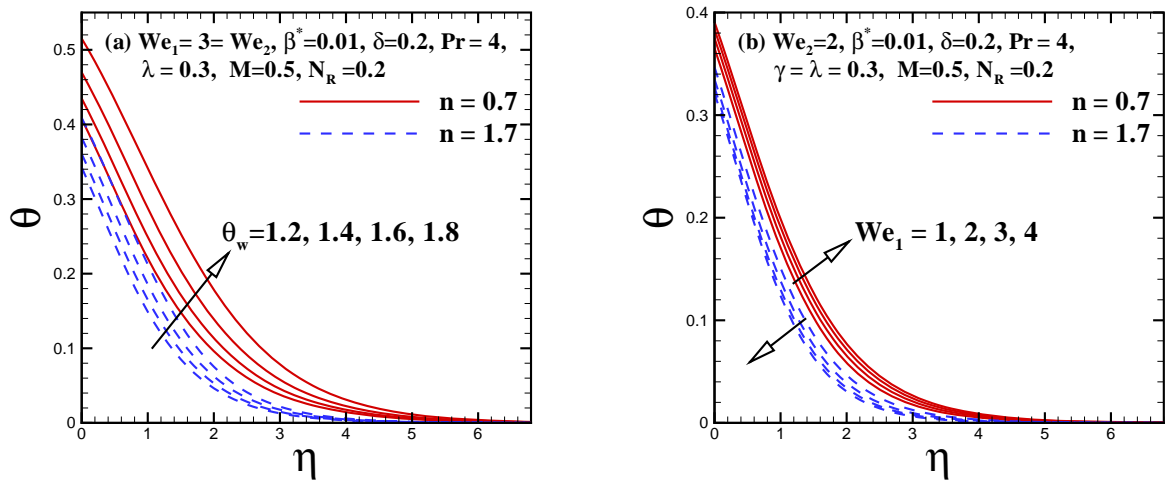 (a) We₁= 3= We₂, β*=0.01, δ=0.2, Pr = 4,
λ = 0.3, M=0.5, N_R =0.2
n = 0.7
n = 1.7
θ_w=1.2, 1.4, 1.6, 1.8
θ
0.5
0.4
0.3
0.2
0.1
0
0 1 2 3 4 5 6
η
(b) We₂=2, β*=0.01, δ=0.2, Pr = 4,
γ = λ = 0.3, M=0.5, N_R =0.2
n = 0.7
n = 1.7
We₁ = 1, 2, 3, 4
θ
0.4
0.3
0.2
0.1
0
0 1 2 3 4 5 6
η